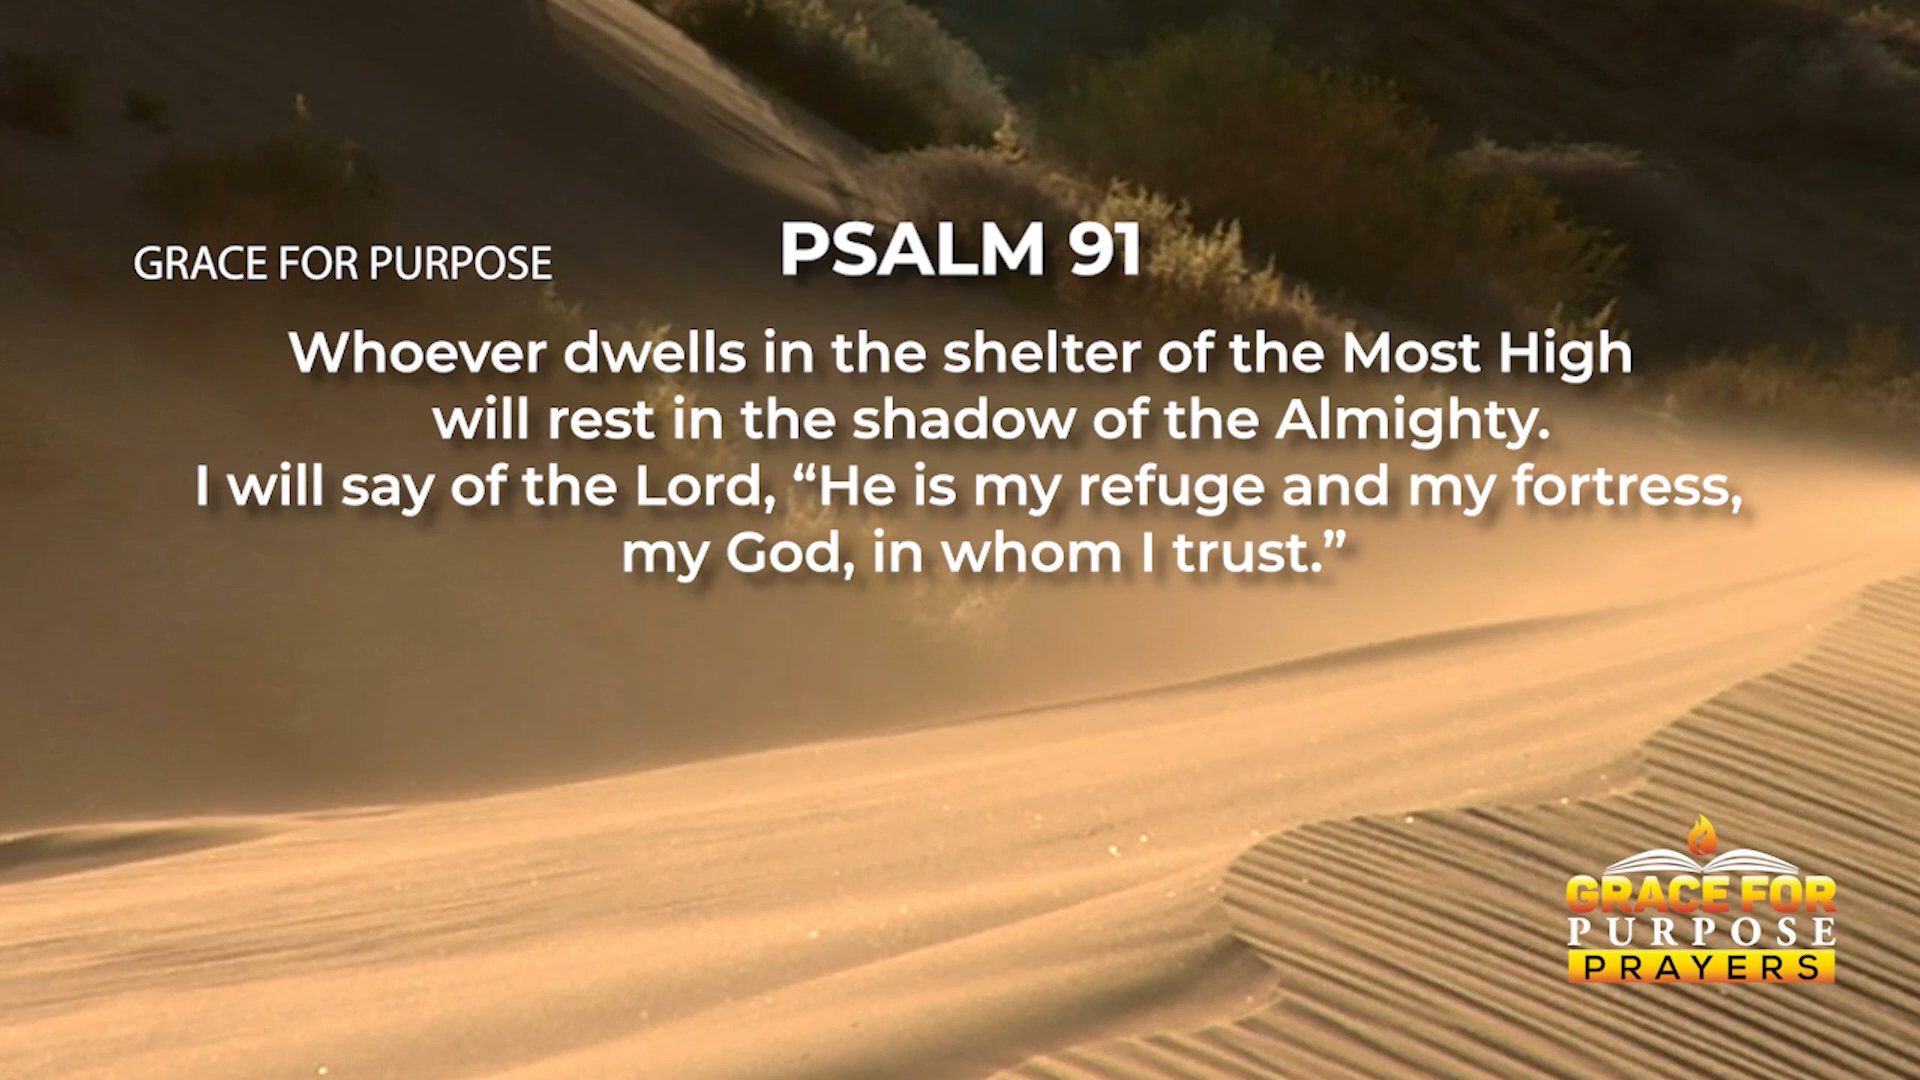 GRACE FOR PURPOSE
PSALM 91
Whoever dwells in the shelter of the Most High
will rest in the shadow of the Almighty.
I will say of the Lord, “He is my refuge and my fortress,
my God, in whom I trust.”
GRACE FOR
PURPOSE
PRAYERS